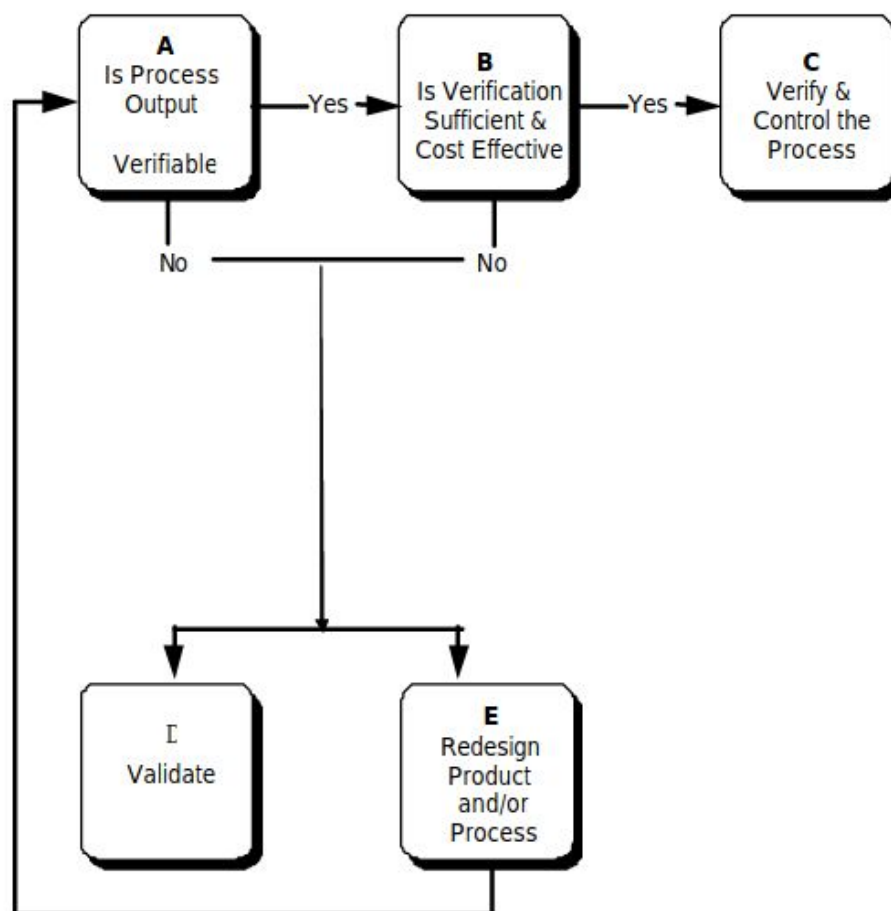 A
Is Process
Output
Verifiable
Yes
B
Is Verification
Sufficient &
Cost Effective
Yes
C
Verify &
Control the
Process
No
No
Validate
E
Redesign
Product
and/or
Process